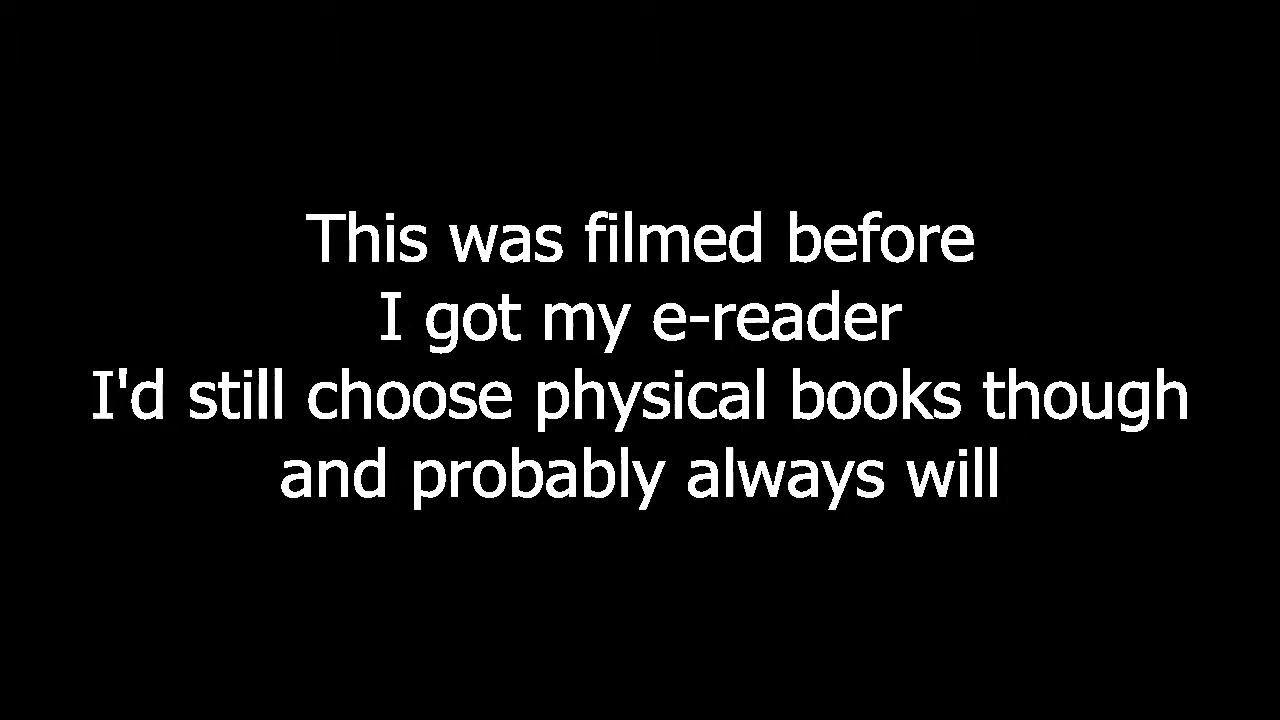 This was filmed before
I got my e-reader
I'd still choose physical books though
and probably always will